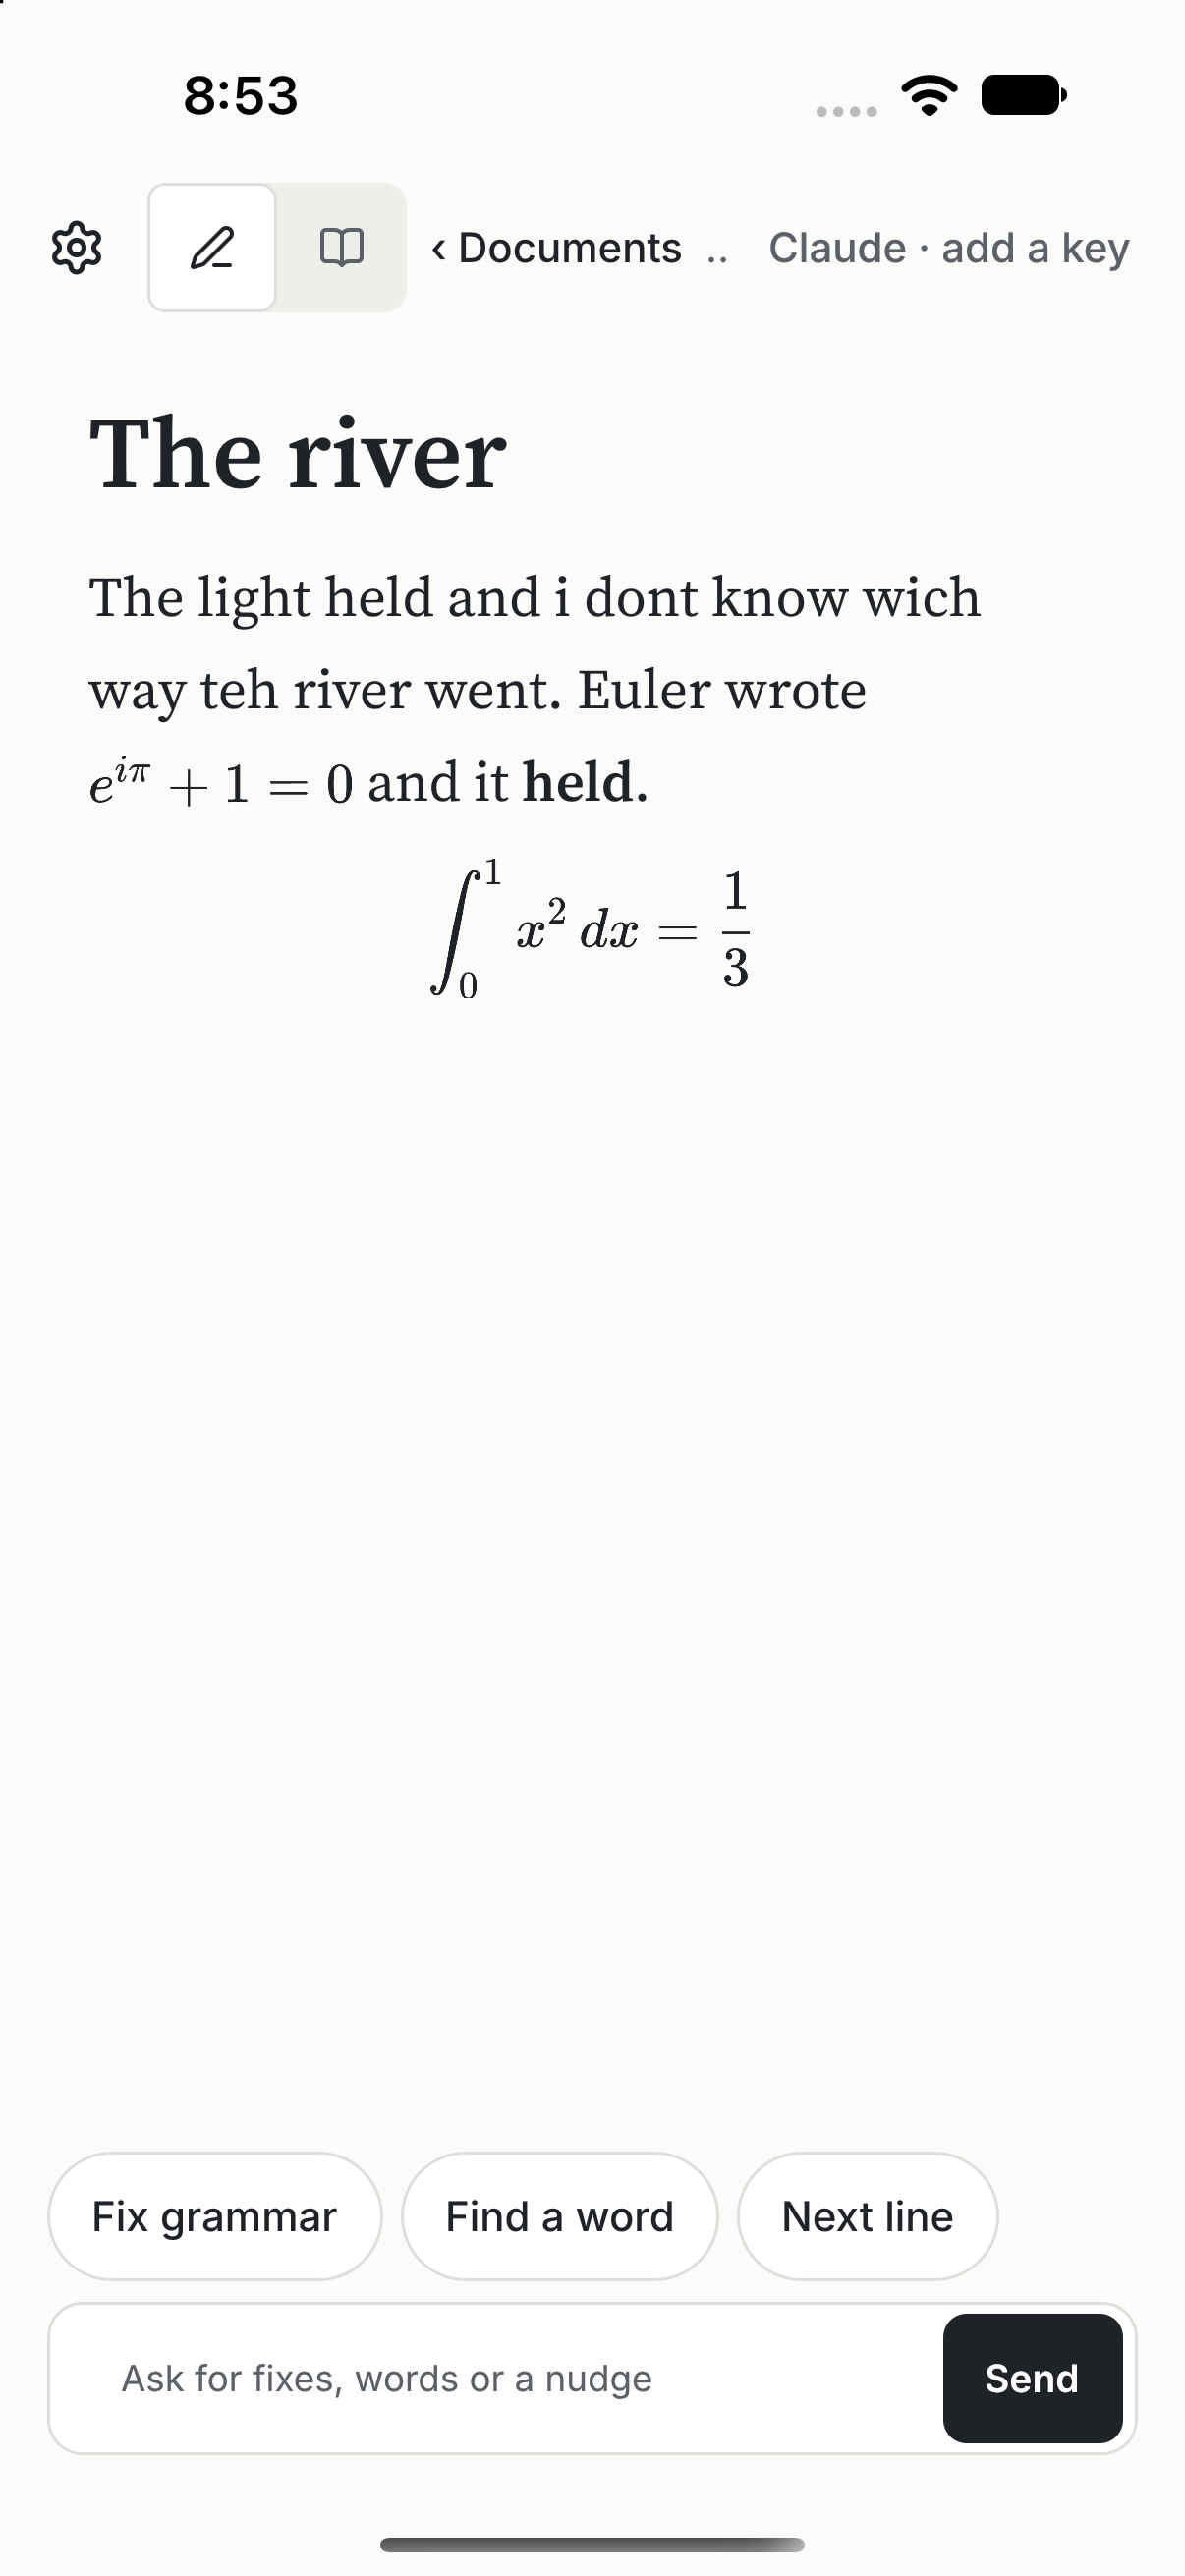 8:53
‹ Documents .. Claude · add a key
The river
The light held and i dont know wich
way teh river went. Euler wrote
e^{iπ} + 1 = 0 and it held.
∫_0^1 x^2 dx = 1/3
Fix grammar Find a word Next line
Ask for fixes, words or a nudge Send